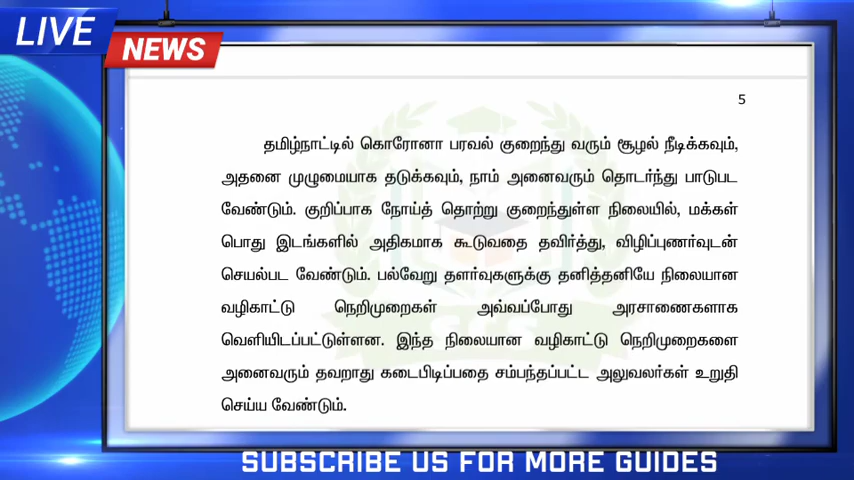 LIVE
NEWS
5
தமிழ்நாட்டில் கொரோனா பரவல் குறைந்து வரும் சூழல் நீடிக்கவும்,
அதனை முழுமையாக தடுக்கவும், நாம் அனைவரும் தொடர்ந்து பாடுபட
வேண்டும். குறிப்பாக நோய்த் தொற்று குறைந்துள்ள நிலையில், மக்கள்
பொது இடங்களில் அதிகமாக கூடுவதை தவிர்த்து, விழிப்புணர்வுடன்
செயல்பட வேண்டும். பல்வேறு தளர்வுகளுக்கு தனித்தனியே நிலையான
வழிகாட்டு நெறிமுறைகள் அவ்வப்போது அரசாணைகளாக
வெளியிடப்பட்டுள்ளன. இந்த நிலையான வழிகாட்டு நெறிமுறைகளை
அனைவரும் தவறாது கடைபிடிப்பதை சம்பந்தப்பட்ட அலுவலர்கள் உறுதி
செய்ய வேண்டும்.
SUBSCRIBE US FOR MORE GUIDES